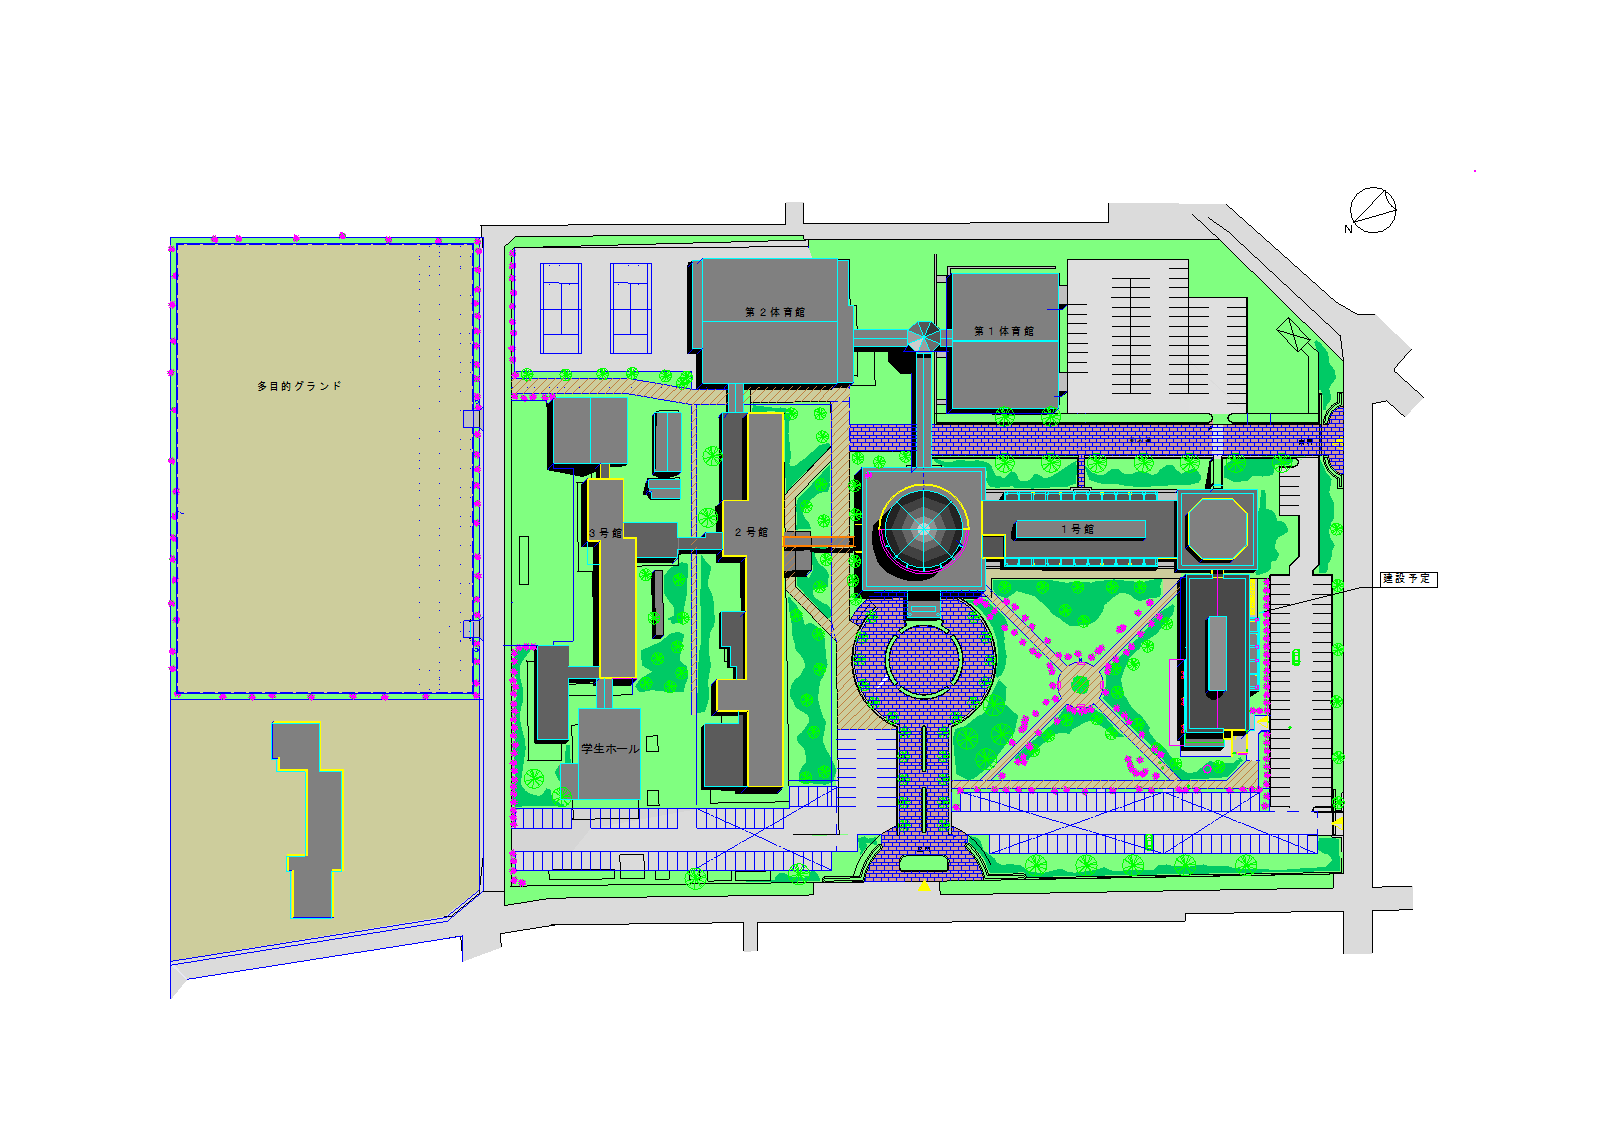 N
第２体育館
第１体育館
多目的グランド
3号館
２号館
１号館
建設予定
学生ホール